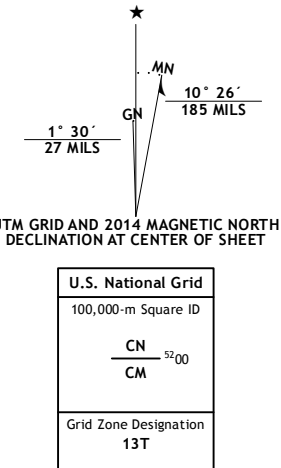 ★
MN
GN
10° 26´
185 MILS
1° 30´
27 MILS
UTM GRID AND 2014 MAGNETIC NORTH
DECLINATION AT CENTER OF SHEET
U.S. National Grid
100,000-m Square ID
CN
5200
CM
Grid Zone Designation
13T